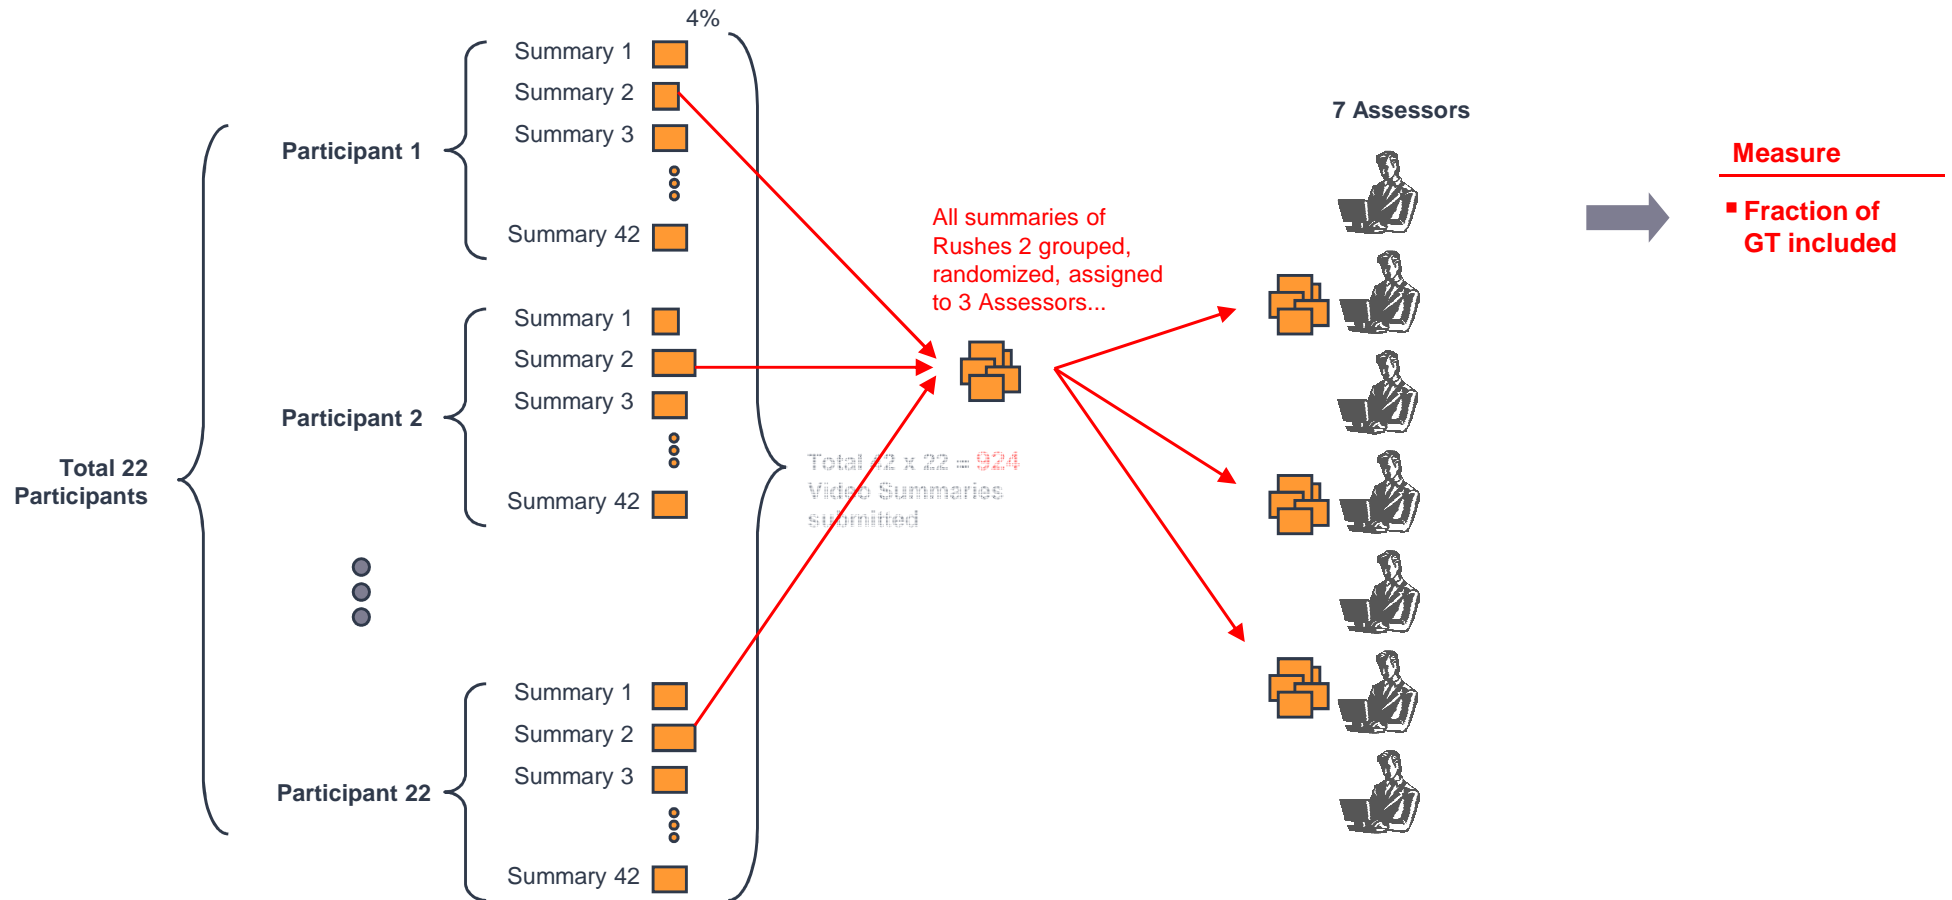 4%
Summary 1
Summary 2
Summary 3
Participant 1
Summary 42
Summary 1
Summary 2
Summary 3
Participant 2
Summary 42
Total 22
Participants
Summary 1
Summary 2
Summary 3
Participant 22
Summary 42
Total 42 x 22 = 924
Video Summaries
submitted
All summaries of
Rushes 2 grouped,
randomized, assigned
to 3 Assessors...
7 Assessors
Measure
▪ Fraction of
GT included